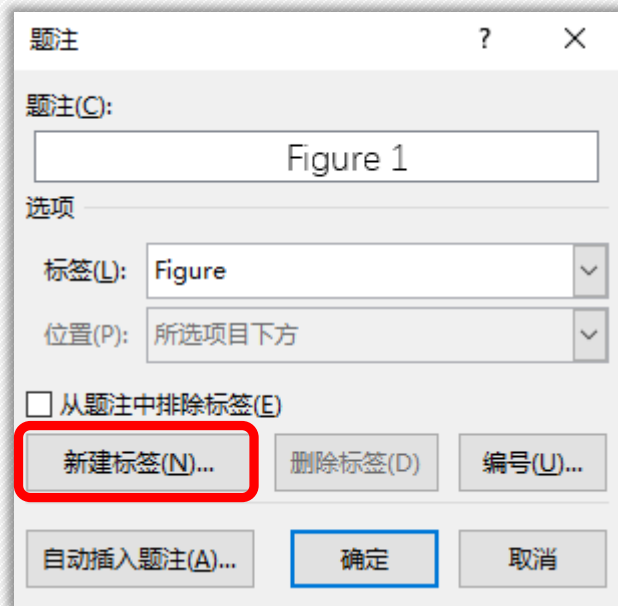 题注 ?
题注(C):
Figure 1
选项
标签(L): Figure
位置(P): 所选项目下方
从题注中排除标签(E)
新建标签(N)... 删除标签(D) 编号(U)...
自动插入题注(A)... 确定 取消